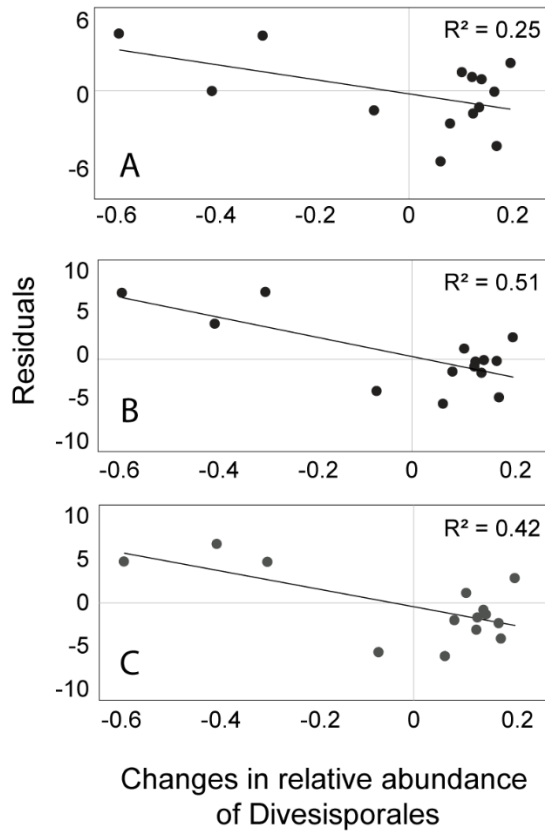 6
R² = 0.25
0
-6
A
-0.6 -0.4 -0.2 0 0.2
10
R² = 0.51
5
0
-5
B
-10
-0.6 -0.4 -0.2 0 0.2
10
R² = 0.42
5
0
-5
C
-10
-0.6 -0.4 -0.2 0 0.2
Residuals
Changes in relative abundance
of Divesisporales